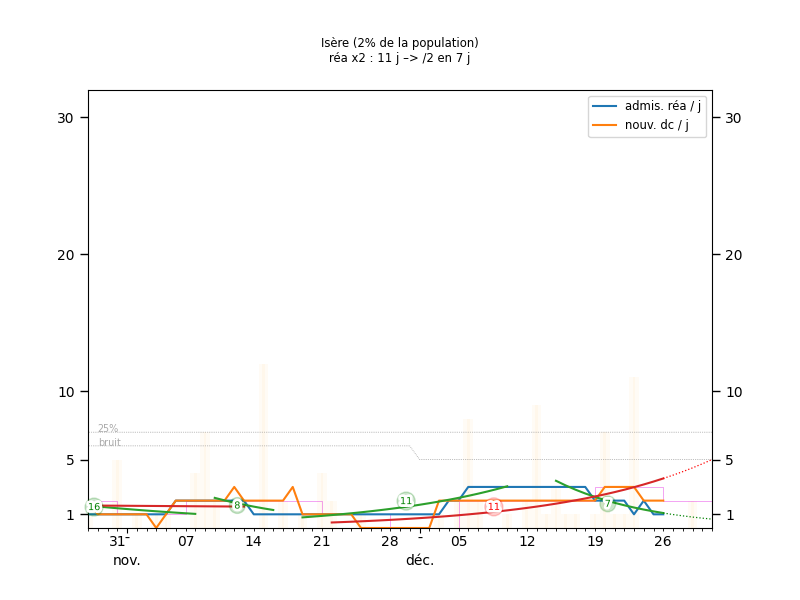 Isère (2% de la population)
réa x2 : 11 j –> /2 en 7 j
admis. réa / j
nouv. dc / j
30 30
20 20
10 10
25%
bruit
5 5
16 8 11 11 7
1 1
31 07 14 21 28 05 12 19 26
nov. déc.